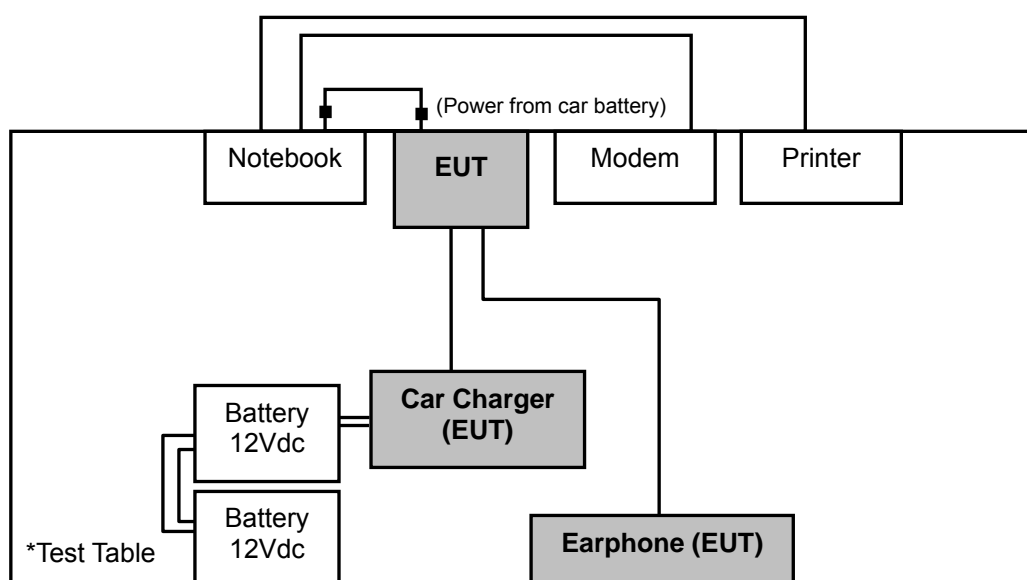 (Power from car battery)
Notebook
EUT
Modem
Printer
Car Charger
(EUT)
Battery
12Vdc
Battery
12Vdc
*Test Table
Earphone (EUT)